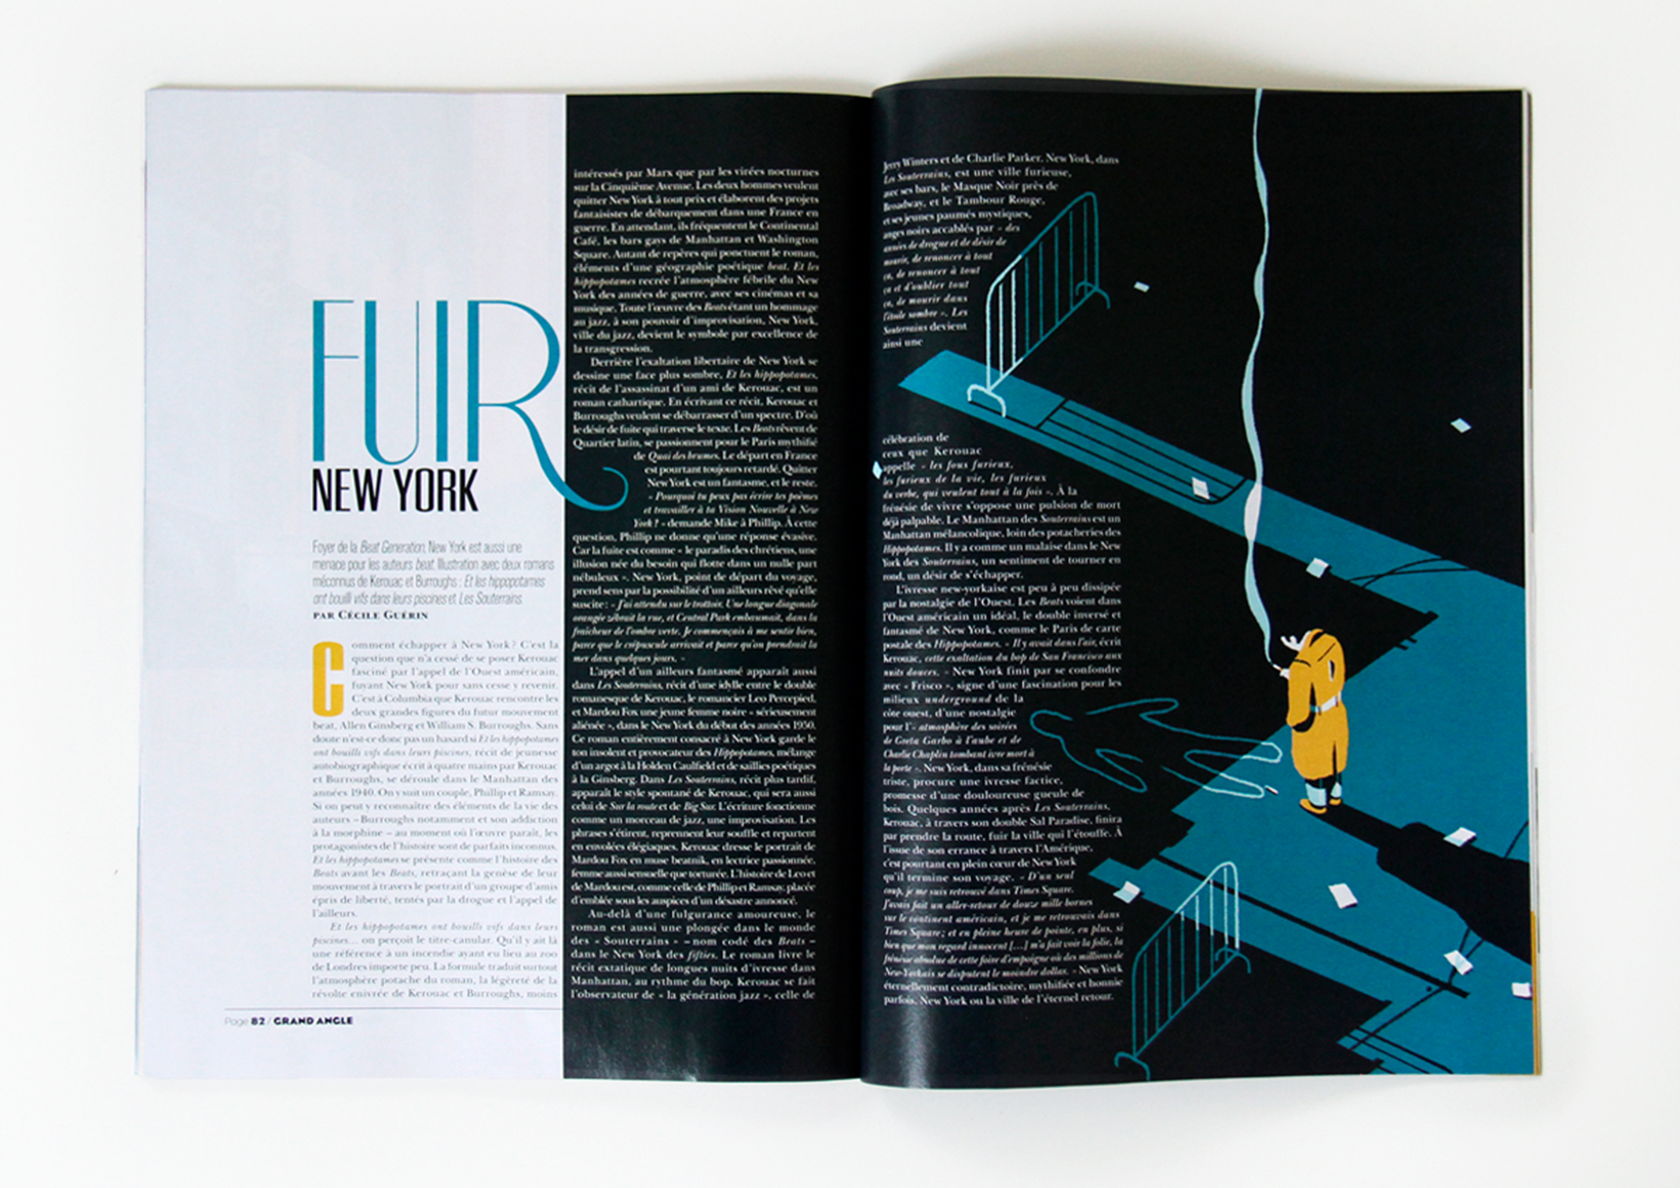 FUIR
NEW YORK
Foyer de la Beat Generation, New York est aussi une
menace pour les auteurs beat. Illustration avec deux romans
méconnus de Kerouac et Burroughs : Et les hippopotames
ont bouilli vifs dans leurs piscines et Les Souterrains.
PAR CÉCILE GUÉRIN
Comment échapper à New York ? C'est la
question que n'a cessé de se poser Kerouac
fasciné par l'appel de l'Ouest américain,
fuyant New York pour sans cesse y revenir.
C'est à Columbia que Kerouac rencontre les
deux grandes figures du futur mouvement
beat, Allen Ginsberg et William S. Burroughs. Sans
doute n'est-ce donc pas un hasard si Et les hippopotames
ont bouillis vifs dans leurs piscines, récit de jeunesse
autobiographique écrit à quatre mains par Kerouac
et Burroughs, se déroule dans le Manhattan des
années 1940. On y suit un couple, Phillip et Ramsay.
Si on peut y reconnaître des éléments de la vie des
auteurs – Burroughs notamment et son addiction
à la morphine – au moment où l'œuvre paraît, les
protagonistes de l'histoire sont de parfaits inconnus.
Et les hippopotames se présente comme l'histoire des
Beats avant les Beats, retraçant la genèse de leur
mouvement à travers le portrait d'un groupe d'amis
épris de liberté, tentés par la drogue et l'appel de
l'ailleurs.
Et les hippopotames ont bouilli vifs dans leurs
piscines... on perçoit le titre-canular. Qu'il y ait là
une référence à un incendie ayant eu lieu au zoo
de Londres importe peu. La formule traduit surtout
l'atmosphère potache du roman, la légèreté de la
révolte enivrée de Kerouac et Burroughs, moins
Page 82 / GRAND ANGLE
intéressés par Marx que par les virées nocturnes
sur la Cinquième Avenue. Les deux hommes veulent
quitter New York à tout prix et élaborent des projets
fantaisistes de débarquement dans une France en
guerre. En attendant, ils fréquentent le Continental
Café, les bars gays de Manhattan et Washington
Square. Autant de repères qui ponctuent le roman,
éléments d'une géographie poétique beat. Et les
hippopotames recrée l'atmosphère fébrile du New
York des années de guerre, avec ses cinémas et sa
musique. Toute l'œuvre des Beats étant un hommage
au jazz, à son pouvoir d'improvisation, New York,
ville du jazz, devient le symbole par excellence de
la transgression.
Derrière l'exaltation libertaire de New York se
dessine une face plus sombre. Et les hippopotames,
récit de l'assassinat d'un ami de Kerouac, est un
roman cathartique. En écrivant ce récit, Kerouac et
Burroughs veulent se débarrasser d'un spectre. D'où
le désir de fuite qui traverse le texte. Les Beats rêvent de
Quartier latin, se passionnent pour le Paris mythifié
de Quai des brumes. Le départ en France
est pourtant toujours retardé. Quitter
New York est un fantasme, et le reste.
« Pourquoi tu peux pas écrire tes poèmes
et travailler à ta Vision Nouvelle à New
York ? » demande Mike à Phillip. À cette
question, Phillip ne donne qu'une réponse évasive.
Car la fuite est comme « le paradis des chrétiens, une
illusion née du besoin qui flotte dans un nulle part
nébuleux ». New York, point de départ du voyage,
prend sens par la possibilité d'un ailleurs rêvé qu'elle
suscite : « J'ai attendu sur le trottoir. Une longue diagonale
orangée zébrait la rue, et Central Park embaumait, dans la
fraîcheur de l'ombre verte. Je commençais à me sentir bien,
parce que le crépuscule arrivait et parce qu'on prendrait la
mer dans quelques jours. »
L'appel d'un ailleurs fantasmé apparaît aussi
dans Les Souterrains, récit d'une idylle entre le double
romanesque de Kerouac, le romancier Leo Percepied,
et Mardou Fox une jeune femme noire « sérieusement
aliénée », dans le New York du début des années 1950.
Ce roman entièrement consacré à New York garde le
ton insolent et provocateur des Hippopotames, mélange
d'un argot à la Holden Caulfield et de saillies poétiques
à la Ginsberg. Dans Les Souterrains, récit plus tardif,
apparaît le style spontané de Kerouac, qui sera aussi
celui de Sur la route et de Big Sur. L'écriture fonctionne
comme un morceau de jazz, une improvisation. Les
phrases s'étirent, reprennent leur souffle et repartent
en envolées élégiaques. Kerouac dresse le portrait de
Mardou Fox en muse beatnik, en lectrice passionnée,
femme aussi sensuelle que torturée. L'histoire de Leo et
de Mardou est, comme celle de Phillip et Ramsay, placée
d'emblée sous les auspices d'un désastre annoncé.
Au-delà d'une fulgurance amoureuse, le
roman est aussi une plongée dans le monde
des « Souterrains » – nom codé des Beats –
dans le New York des fifties. Le roman livre le
récit extatique de longues nuits d'ivresse dans
Manhattan, au rythme du bop. Kerouac se fait
l'observateur de « la génération jazz », celle de
Jerry Winters et de Charlie Parker. New York, dans
Les Souterrains, est une ville furieuse,
avec ses bars, le Masque Noir près de
Broadway, et le Tambour Rouge,
et ses jeunes paumés mystiques,
anges noirs accablés par « des
années de drogue et de désir de
mourir, de renoncer à tout
ça, de renoncer à tout
ça et d'oublier tout
ça, de mourir dans
l'étoile sombre ». Les
Souterrains devient
ainsi une
célébration de
ceux que Kerouac
appelle « les fous furieux,
les furieux de la vie, les furieux
du verbe, qui veulent tout à la fois ». À la
frénésie de vivre s'oppose une pulsion de mort
déjà palpable. Le Manhattan des Souterrains est un
Manhattan mélancolique, loin des potacheries des
Hippopotames. Il y a comme un malaise dans le New
York des Souterrains, un sentiment de tourner en
rond, un désir de s'échapper.
L'ivresse new-yorkaise est peu à peu dissipée
par la nostalgie de l'Ouest. Les Beats voient dans
l'Ouest américain un idéal, le double inversé et
fantasmé de New York, comme le Paris de carte
postale des Hippopotames. « Il y avait dans l'air, écrit
Kerouac, cette exaltation du bop de San Francisco aux
nuits douces. » New York finit par se confondre
avec « Frisco », signe d'une fascination pour les
milieux underground de la
côte ouest, d'une nostalgie
pour l'« atmosphère des soirées
de Greta Garbo à l'aube et de
Charlie Chaplin tombant ivre mort à
la porte ». New York, dans sa frénésie
triste, procure une ivresse factice,
promesse d'une douloureuse gueule de
bois. Quelques années après Les Souterrains,
Kerouac, à travers son double Sal Paradise, finira
par prendre la route, fuir la ville qui l'étouffe. À
l'issue de son errance à travers l'Amérique,
c'est pourtant en plein cœur de New York
qu'il termine son voyage. « D'un seul
coup, je me suis retrouvé dans Times Square.
J'avais fait un aller-retour de douze mille bornes
sur le continent américain, et je me retrouvais dans
Times Square ; et en pleine heure de pointe, en plus, si
bien que mon regard innocent [...] m'a fait voir la folie, la
frénésie absolue de cette foire d'empoigne où des millions de
New-Yorkais se disputent le moindre dollar. » New York
éternellement contradictoire, mythifiée et honnie
parfois. New York ou la ville de l'éternel retour.